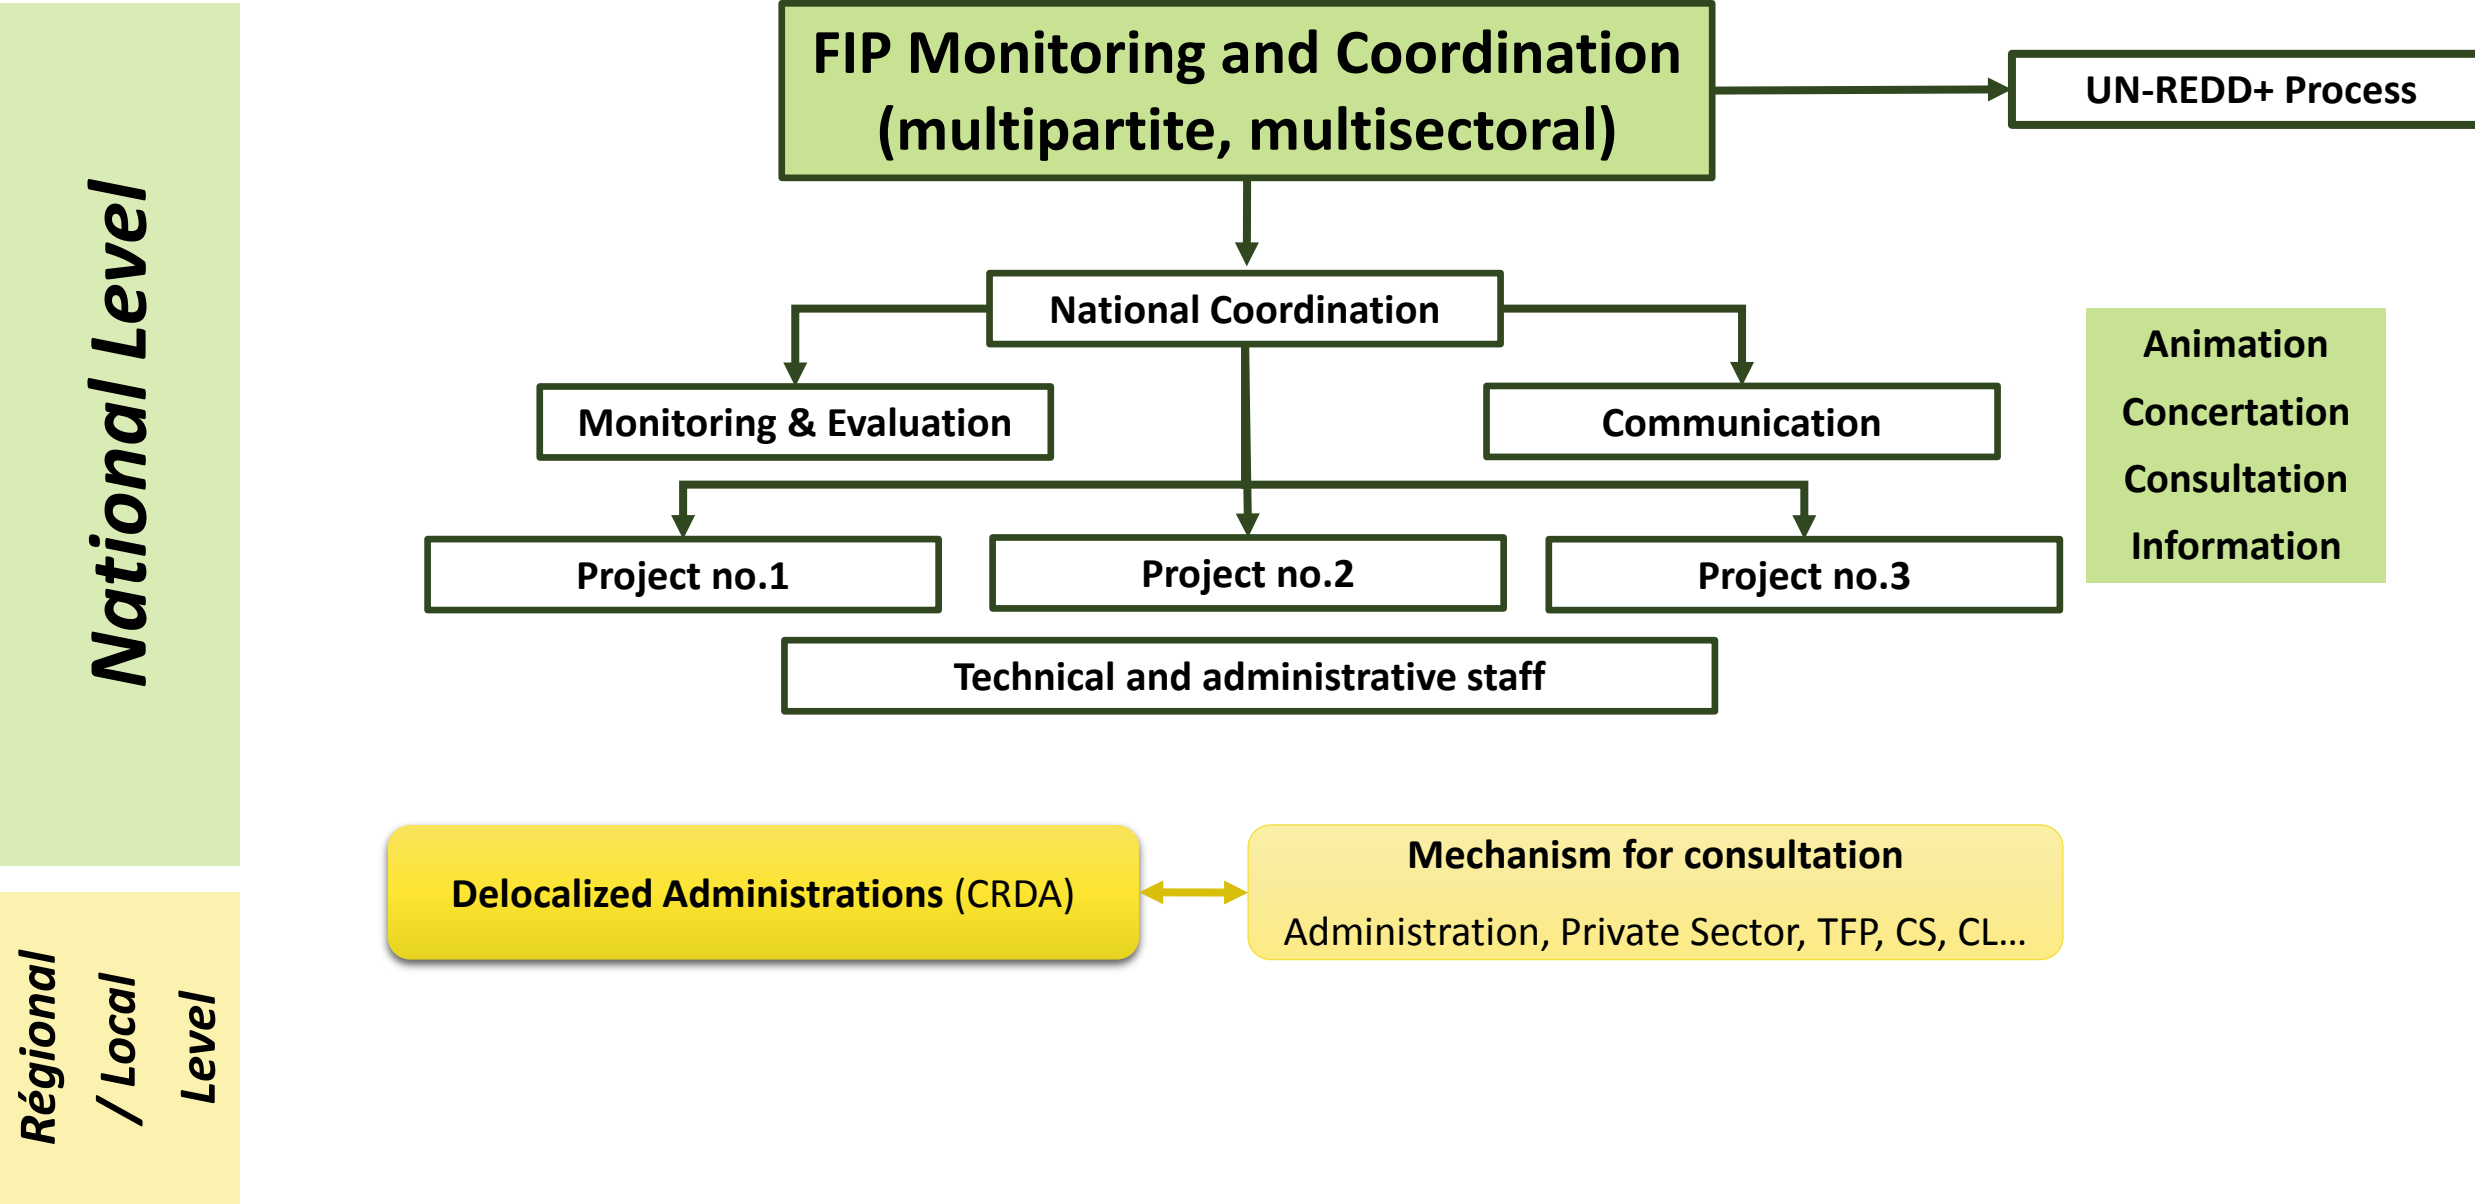 FIP Monitoring and Coordination
(multipartite, multisectoral)
UN-REDD+ Process
National Level
National Coordination
Monitoring & Evaluation
Communication
Animation
Concertation
Consultation
Information
Project no.1
Project no.2
Project no.3
Technical and administrative staff
Régional
/ Local
Level
Delocalized Administrations (CRDA)
Mechanism for consultation
Administration, Private Sector, TFP, CS, CL...